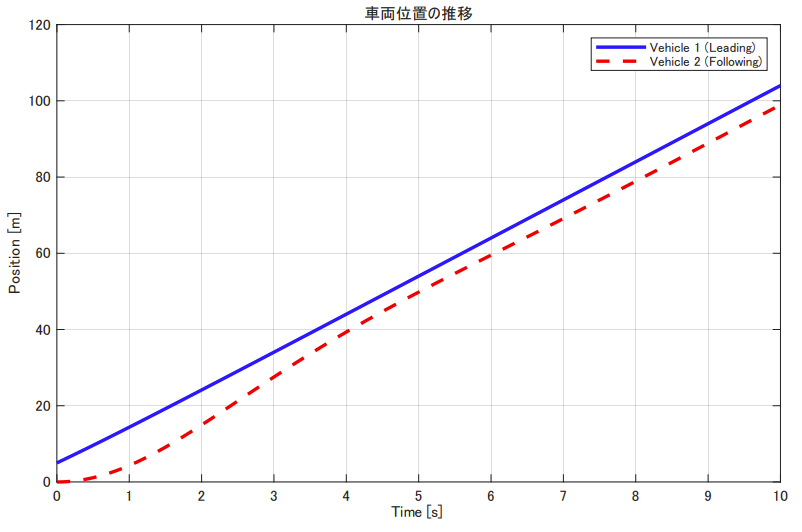 車両位置の推移
Vehicle 1 (Leading)
Vehicle 2 (Following)
120
100
80
60
40
20
0
Position [m]
0 1 2 3 4 5 6 7 8 9 10
Time [s]